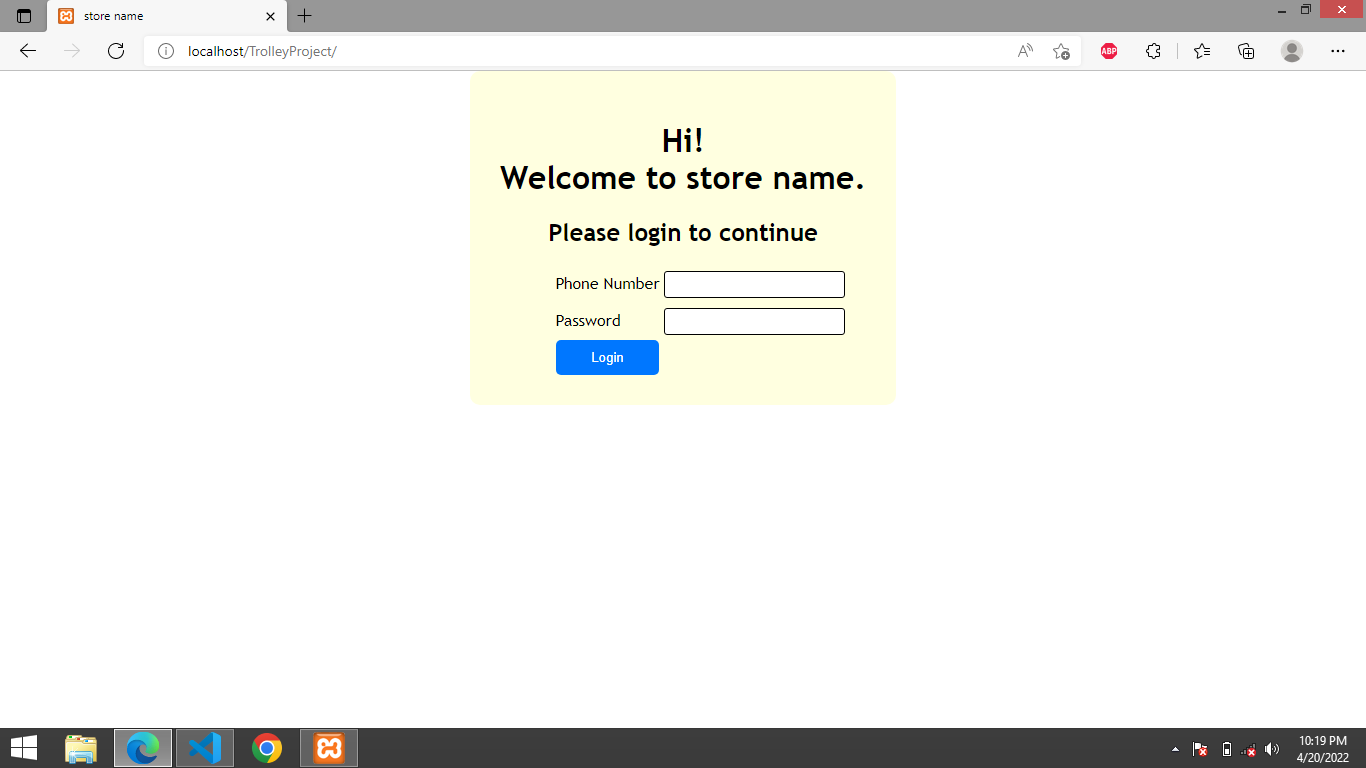 store name
localhost/TrolleyProject/
ABP
Hi!
Welcome to store name.
Please login to continue
Phone Number
Password
Login
10:19 PM
4/20/2022